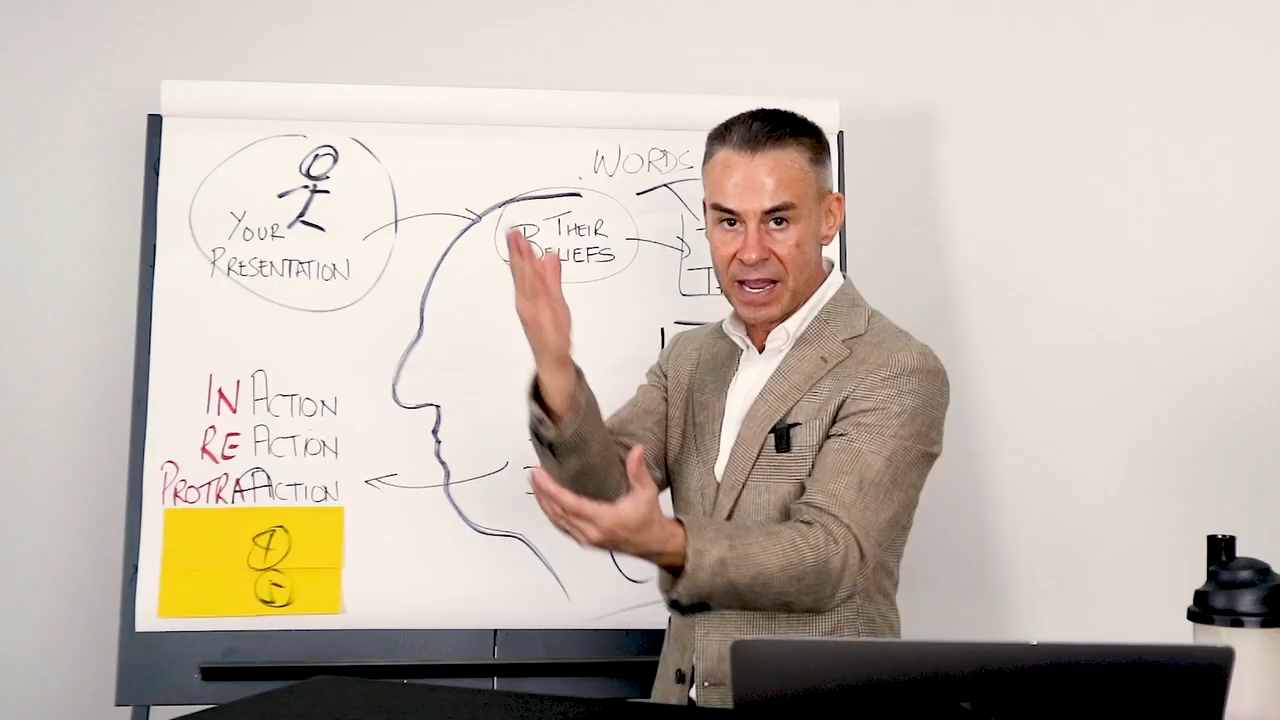 WORDS
YOUR
PRESENTATION
THEIR
BELIEFS
IN ACTION
RE ACTION
PROTRAACTION
+